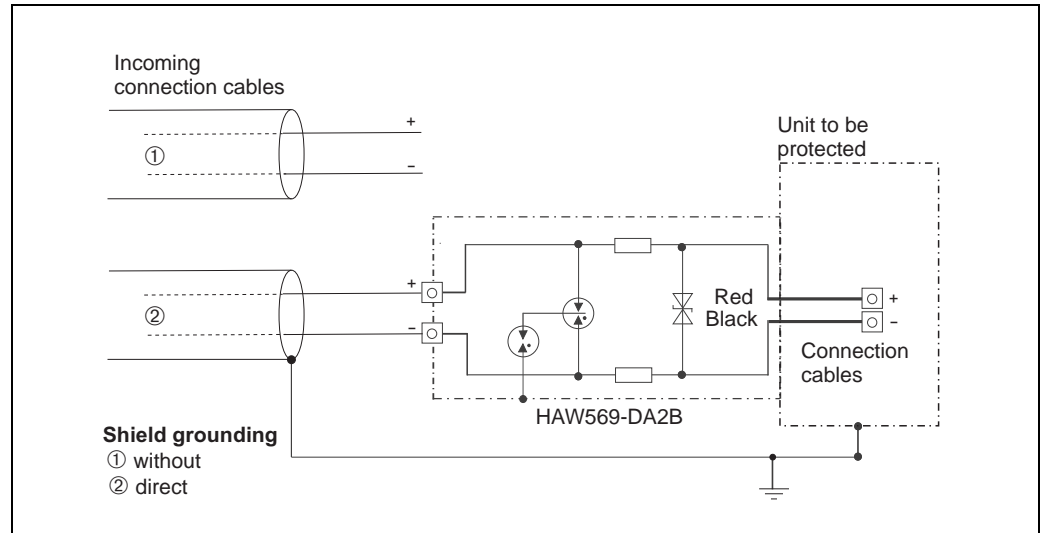 Incoming
connection cables
+
①
−
Unit to be
protected
+
②
−
Red
Black
+
−
Connection
cables
HAW569-DA2B
Shield grounding
① without
② direct